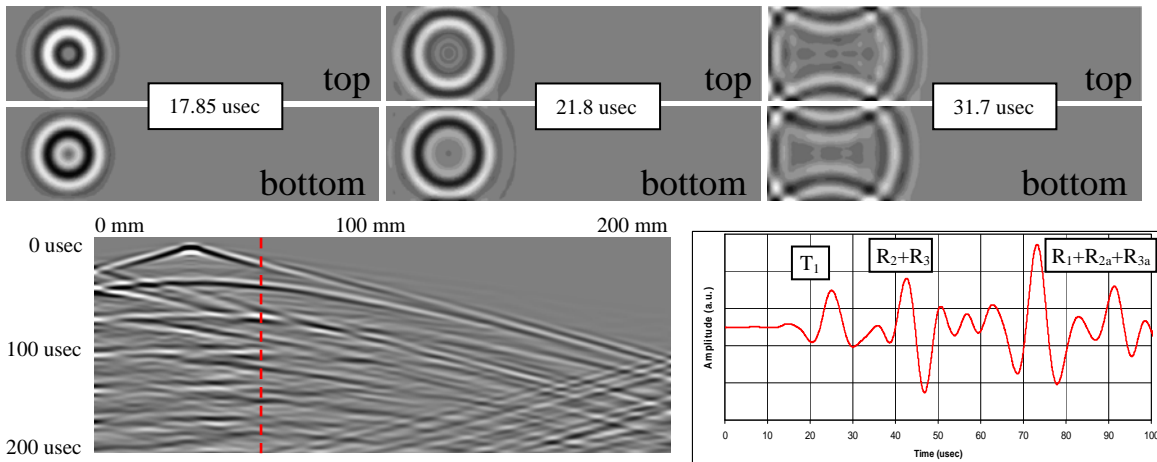 top
17.85 usec
bottom
top
21.8 usec
bottom
top
31.7 usec
bottom
0 mm 100 mm 200 mm
0 usec
100 usec
200 usec
T1
R2+R3
R1+R2a+R3a
Amplitude (a.u.)
0 10 20 30 40 50 60 70 80 90 100
Time (usec)